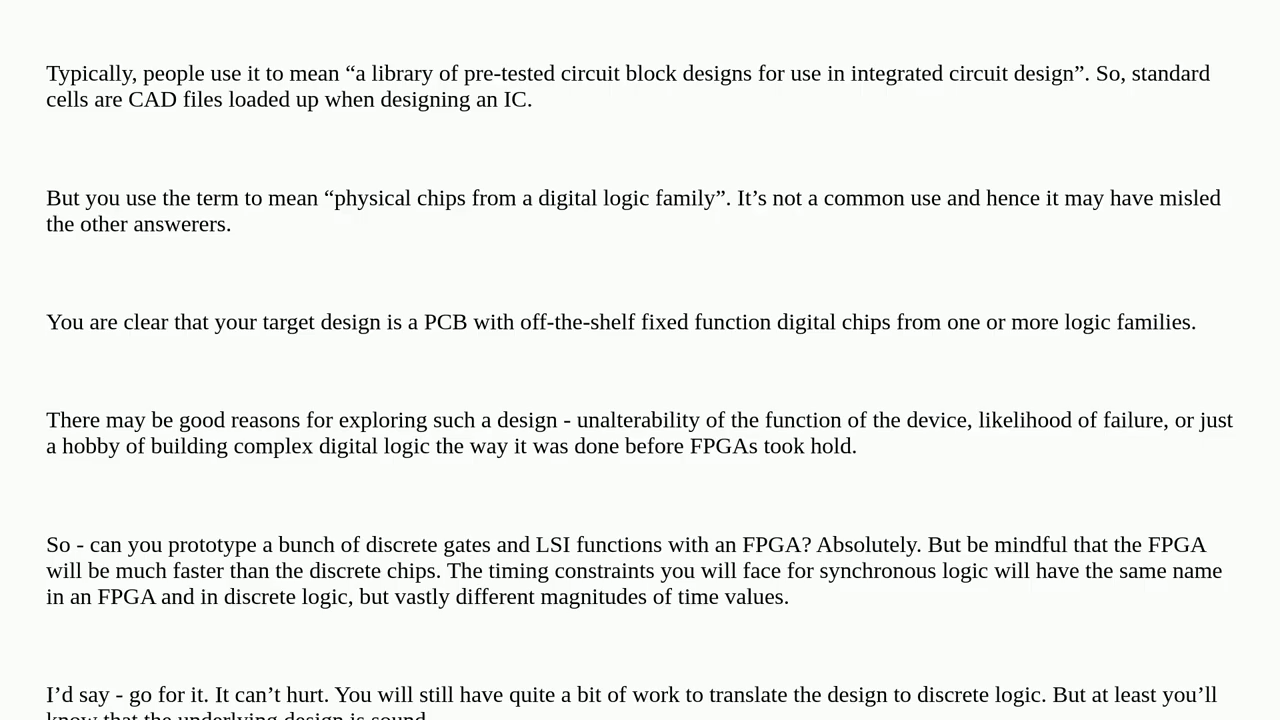 Typically, people use it to mean “a library of pre-tested circuit block designs for use in integrated circuit design”. So, standard
cells are CAD files loaded up when designing an IC.
But you use the term to mean “physical chips from a digital logic family”. It’s not a common use and hence it may have misled
the other answerers.
You are clear that your target design is a PCB with off-the-shelf fixed function digital chips from one or more logic families.
There may be good reasons for exploring such a design - unalterability of the function of the device, likelihood of failure, or just
a hobby of building complex digital logic the way it was done before FPGAs took hold.
So - can you prototype a bunch of discrete gates and LSI functions with an FPGA? Absolutely. But be mindful that the FPGA
will be much faster than the discrete chips. The timing constraints you will face for synchronous logic will have the same name
in an FPGA and in discrete logic, but vastly different magnitudes of time values.
I’d say - go for it. It can’t hurt. You will still have quite a bit of work to translate the design to discrete logic. But at least you’ll
know that the underlying design is sound.